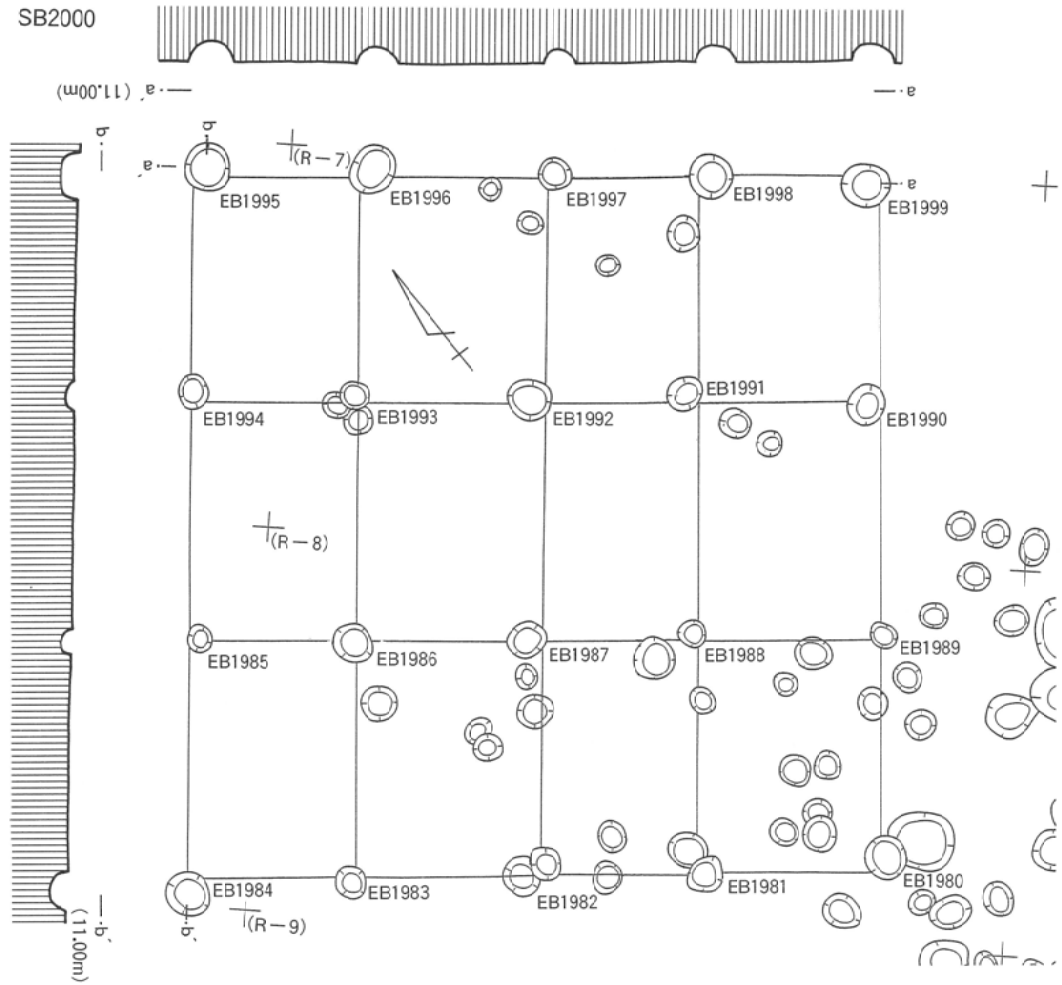 SB2000
(11.00m) a´
a
b
a´
(R-7)
a
EB1995
EB1996
EB1997
EB1998
EB1999
EB1994
EB1993
EB1992
EB1991
EB1990
(R-8)
EB1985
EB1986
EB1987
EB1988
EB1989
EB1984
EB1983
EB1982
EB1981
EB1980
b´
(R-9)
b
b´
(11.00m)